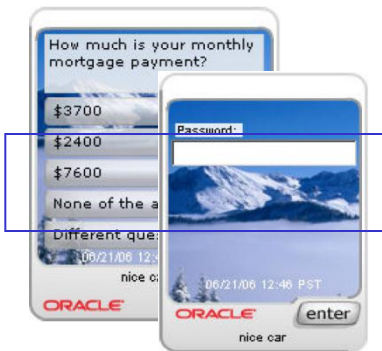 How much is your monthly
mortgage payment?
$3700
$2400
$7600
None of the a
Different que
06/21/06 12:4
nice c
ORACLE
Password:
06/21/06 12:46 PST
ORACLE
enter
nice car